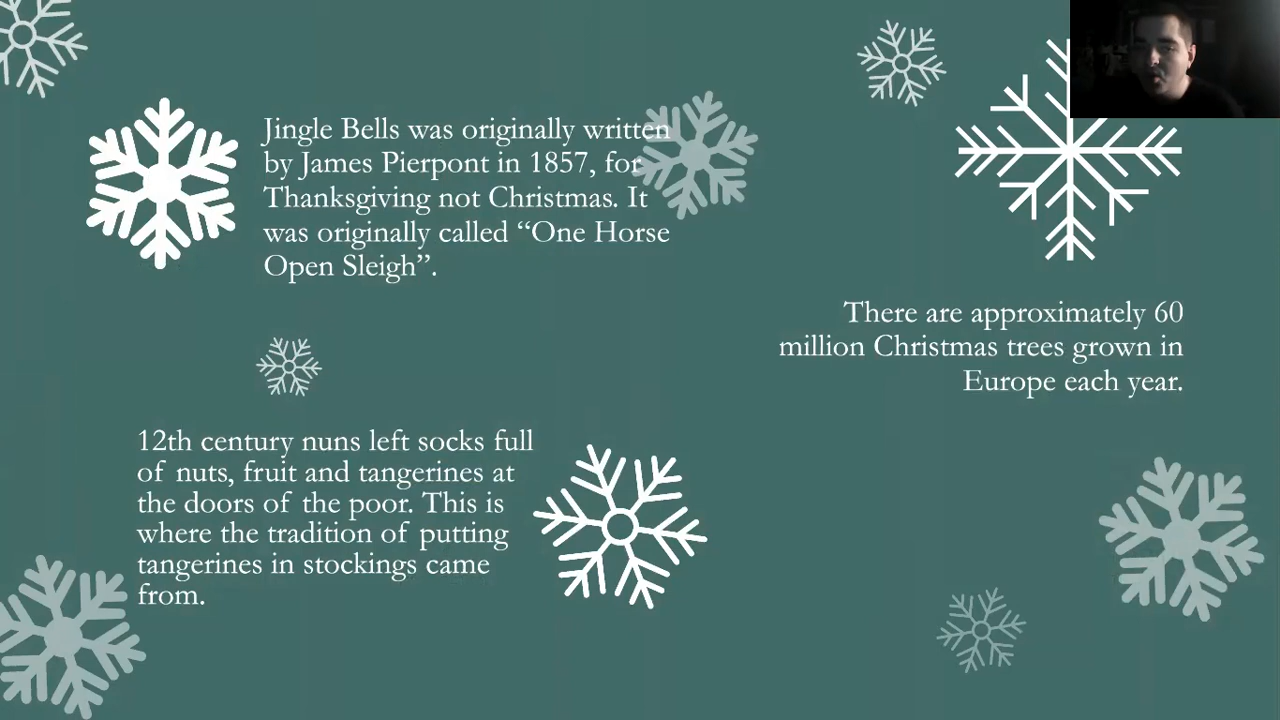 Jingle Bells was originally written
by James Pierpont in 1857, for
Thanksgiving not Christmas. It
was originally called “One Horse
Open Sleigh”.
There are approximately 60
million Christmas trees grown in
Europe each year.
12th century nuns left socks full
of nuts, fruit and tangerines at
the doors of the poor. This is
where the tradition of putting
tangerines in stockings came
from.